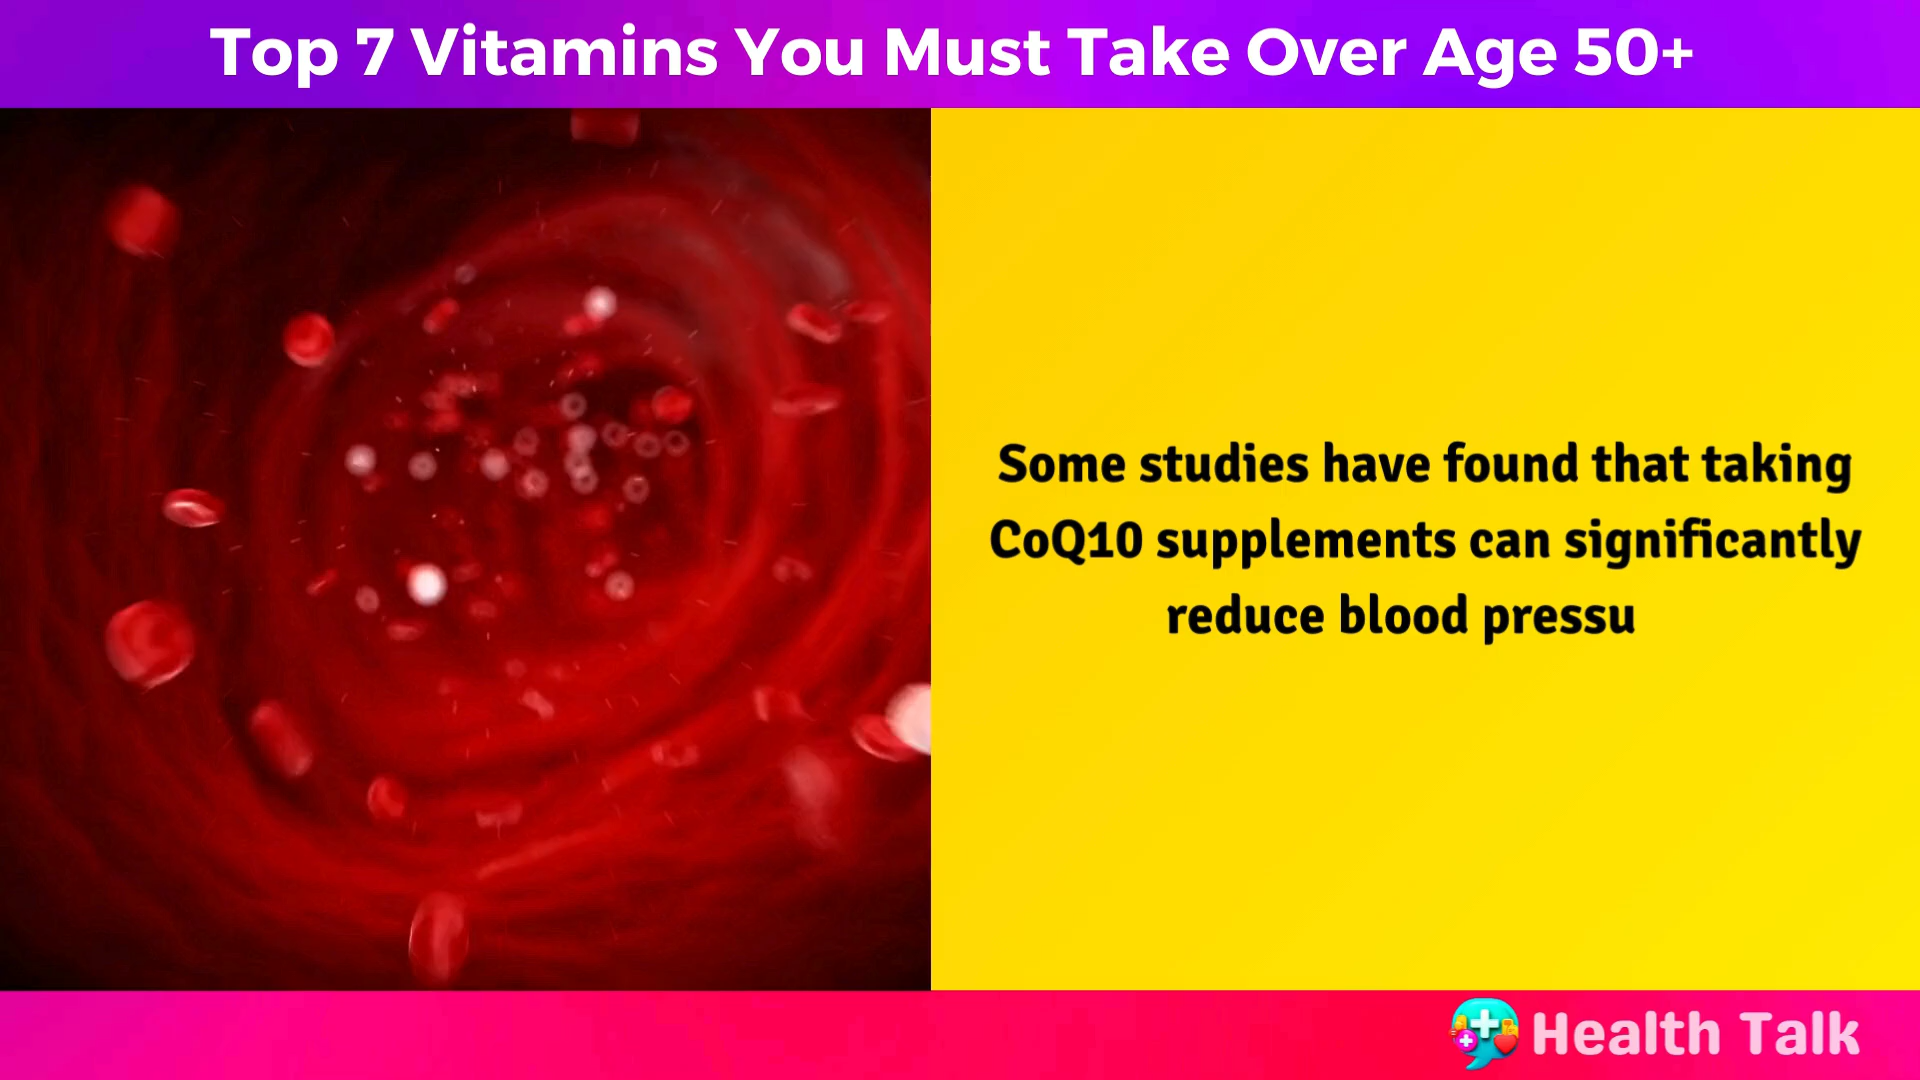 Top 7 Vitamins You Must Take Over Age 50+
Some studies have found that taking
CoQ10 supplements can significantly
reduce blood pressu
Health Talk